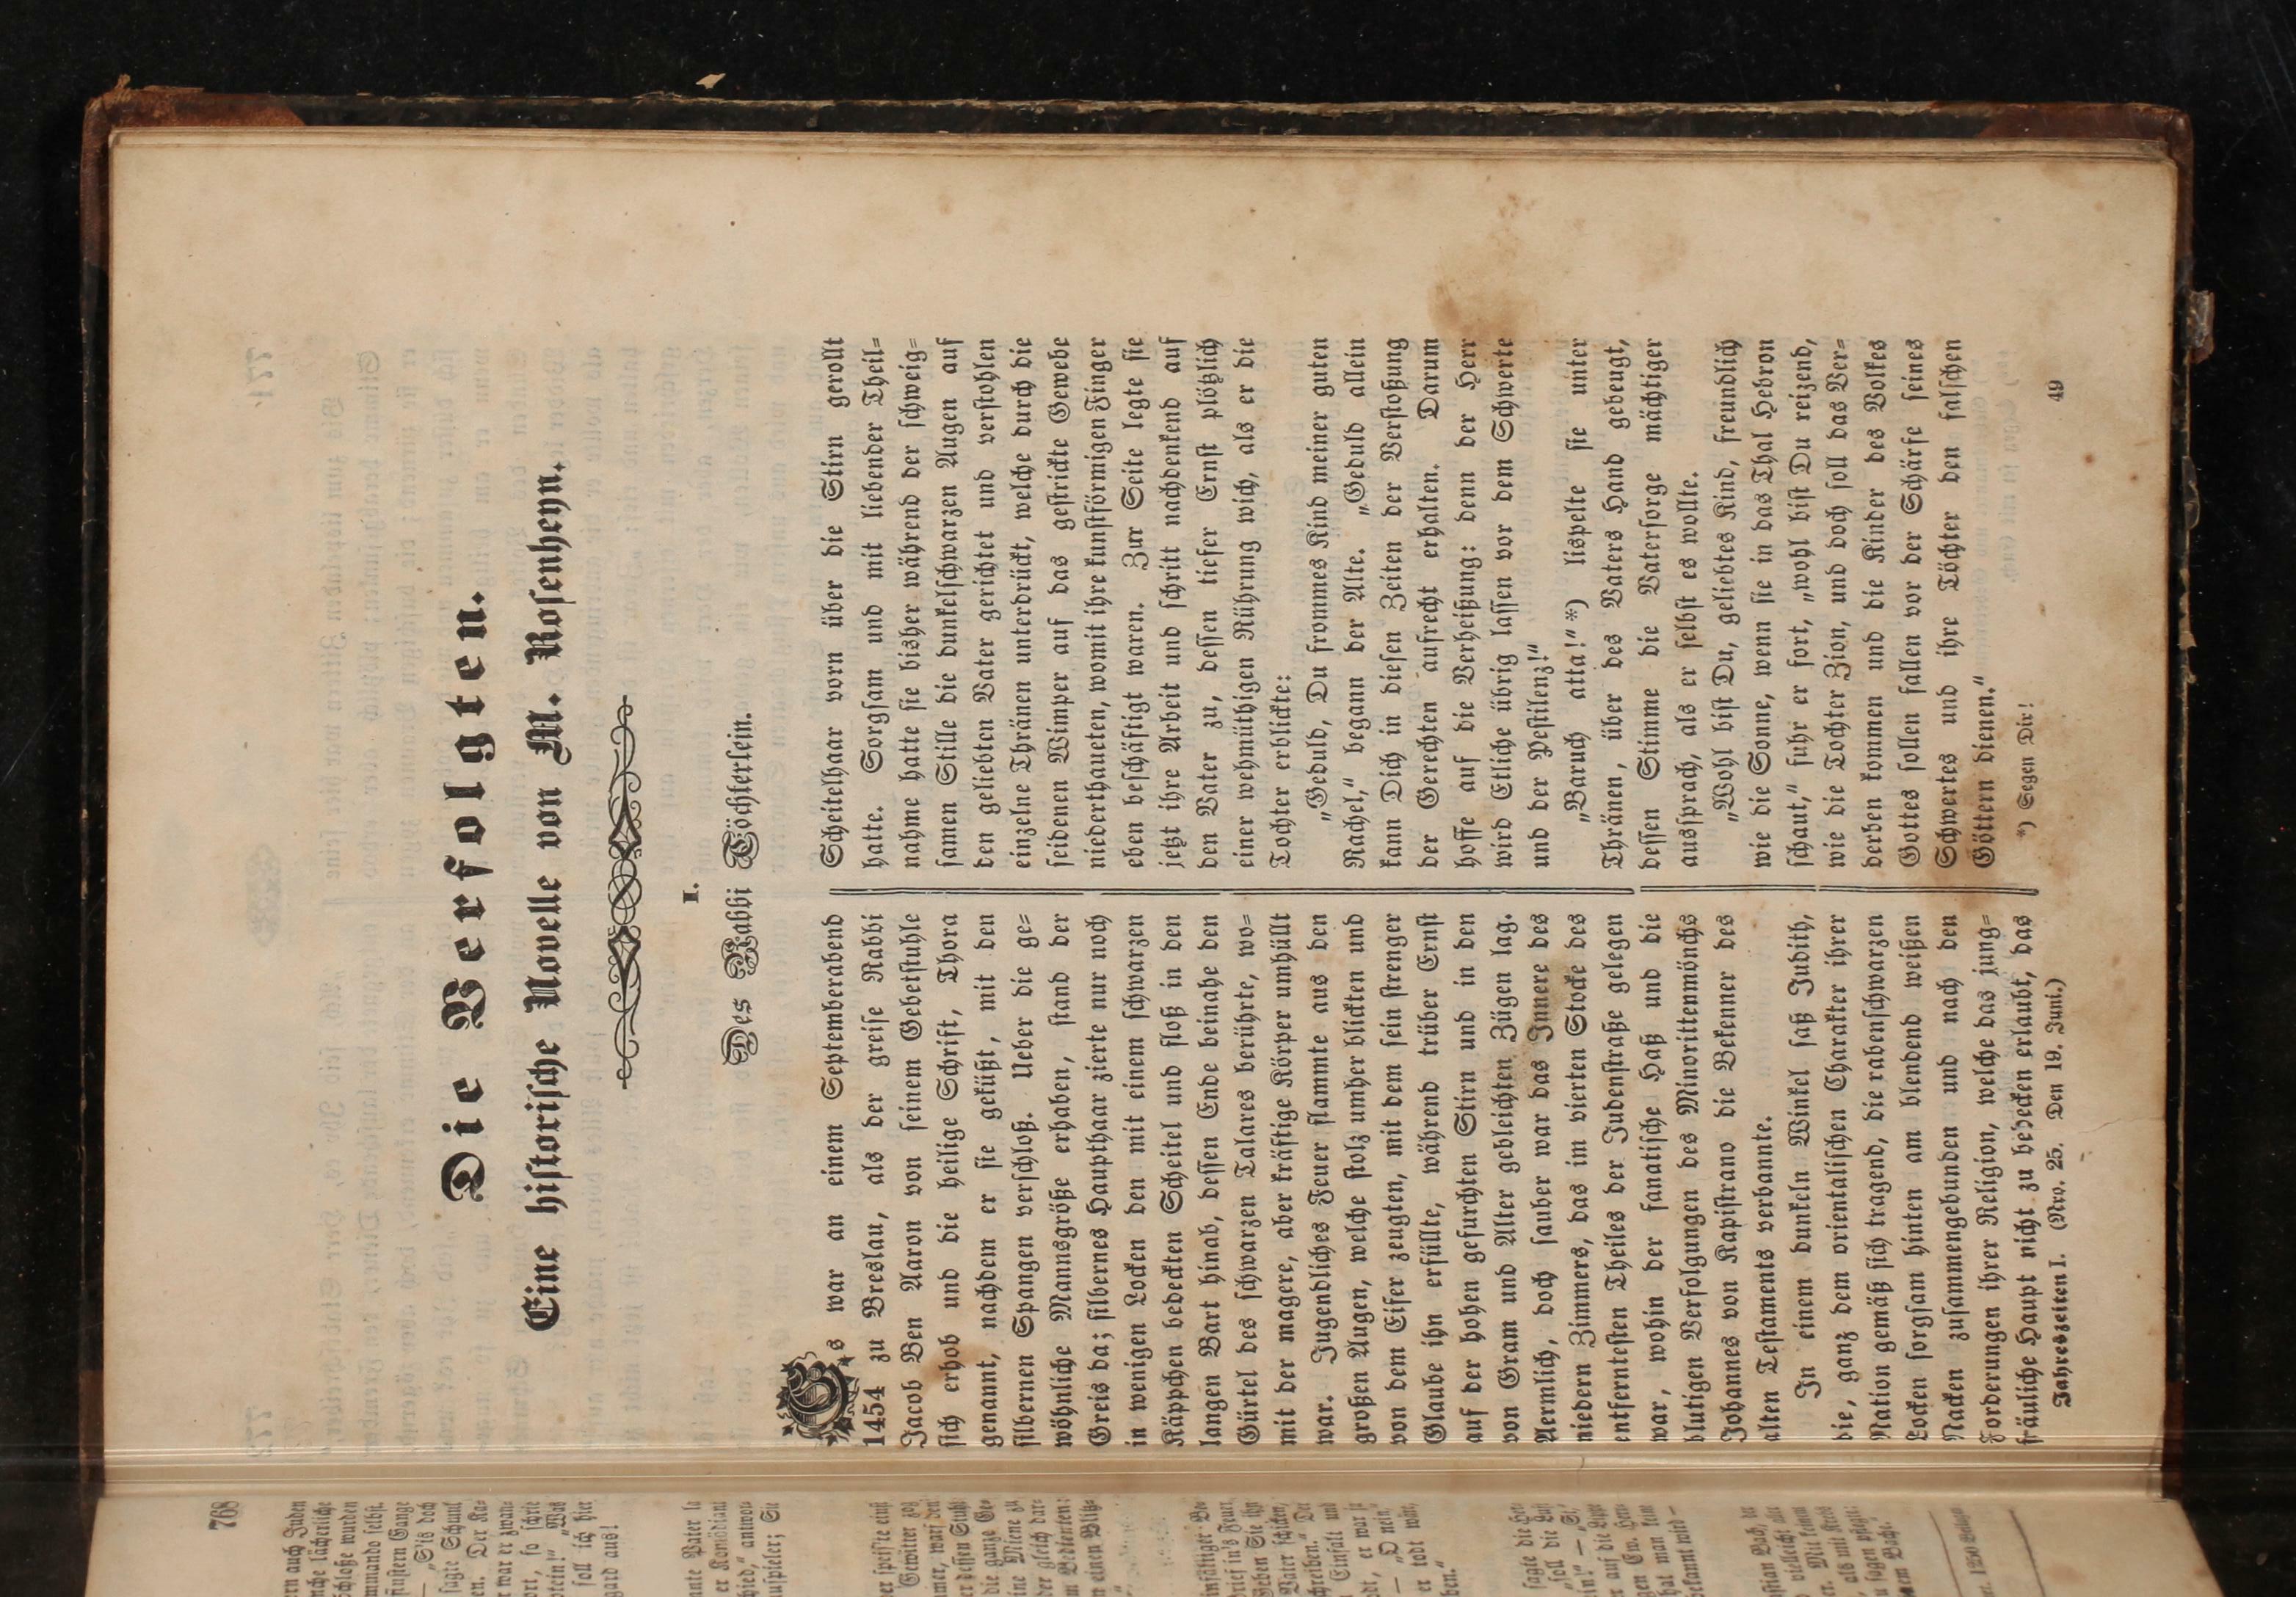 Die Verfolgten.
Eine hiſtoriſche Novelle von M. Roſenheyn.
I.
Des Rabbi Töchterlein.
Es war an einem Septemberabend
1454 zu Breslau, als der greiſe Rabbi
Jacob Ben Aaron von ſeinem Gebetſtuhle
ſich erhob und die heilige Schrift, Thora
genannt, nachdem er ſie geküßt, mit den
ſilbernen Spangen verſchloß. Ueber die ge-
wöhnliche Mannsgröße erhaben, ſtand der
Greis da; ſilbernes Haupthaar zierte nur noch
in wenigen Locken den mit einem ſchwarzen
Käppchen bedeckten Scheitel und floß in den
langen Bart hinab, deſſen Ende beinahe den
Gürtel des ſchwarzen Talares berührte, wo-
mit der magere, aber kräftige Körper umhüllt
war. Jugendliches Feuer flammte aus den
großen Augen, welche ſtolz umher blickten und
von dem Eifer zeugten, mit dem ſein ſtrenger
Glaube ihn erfüllte, während trüber Ernſt
auf der hohen gefurchten Stirn und in den
von Gram und Alter gebleichten Zügen lag.
Aermlich, doch ſauber war das Innere des
niedern Zimmers, das im vierten Stocke des
entfernteſten Theiles der Judenſtraße gelegen
war, wohin der fanatiſche Haß und die
blutigen Verfolgungen des Minoritenmönchs
Johannes von Kapiſtrano die Bekenner des
alten Teſtaments verbannte.
In einem dunkeln Winkel ſaß Judith,
die, ganz dem orientaliſchen Charakter ihrer
Nation gemäß ſich tragend, die rabenſchwarzen
Locken ſorgſam hinten am blendend weißen
Nacken zuſammengebunden und nach den
Forderungen ihrer Religion, welche das jung-
fräuliche Haupt nicht zu bedecken erlaubt, das
Jahreszeiten I. (Nro. 25. Den 19. Juni.)
Scheitelhaar vorn über die Stirn gerollt
hatte. Sorgſam und mit liebender Theil-
nahme hatte ſie bisher während der ſchweig-
ſamen Stille die dunkelſchwarzen Augen auf
den geliebten Vater gerichtet und verſtohlen
einzelne Thränen unterdrückt, welche durch die
ſeidenen Wimper auf das geſtrickte Gewebe
niederthaueten, womit ihre kunſtförmigen Finger
eben beſchäftigt waren. Zur Seite legte ſie
jetzt ihre Arbeit und ſchritt nachdenkend auf
den Vater zu, deſſen tiefer Ernſt plötzlich
einer wehmüthigen Rührung wich, als er die
Tochter erblickte:
„Geduld, Du frommes Kind meiner guten
Rachel,“ begann der Alte. „Geduld allein
kann Dich in dieſen Zeiten der Verſtoßung
der Gerechten aufrecht erhalten. Darum
hoffe auf die Verheißung: denn der Herr
wird Etliche übrig laſſen vor dem Schwerte
und der Peſtilenz!“
„Baruch atta!“*) lispelte ſie unter
Thränen, über des Vaters Hand gebeugt,
deſſen Stimme die Vaterſorge mächtiger
ausſprach, als er ſelbſt es wollte.
„Wohl biſt Du, geliebtes Kind, freundlich
wie die Sonne, wenn ſie in das Thal Hebron
ſchaut,“ fuhr er fort, „wohl biſt Du reizend,
wie die Tochter Zion, und doch ſoll das Ver-
derben kommen und die Kinder des Volkes
Gottes ſollen fallen vor der Schärfe ſeines
Schwertes und ihre Töchter den falſchen
Göttern dienen.“
*) Segen Dir!
49
768